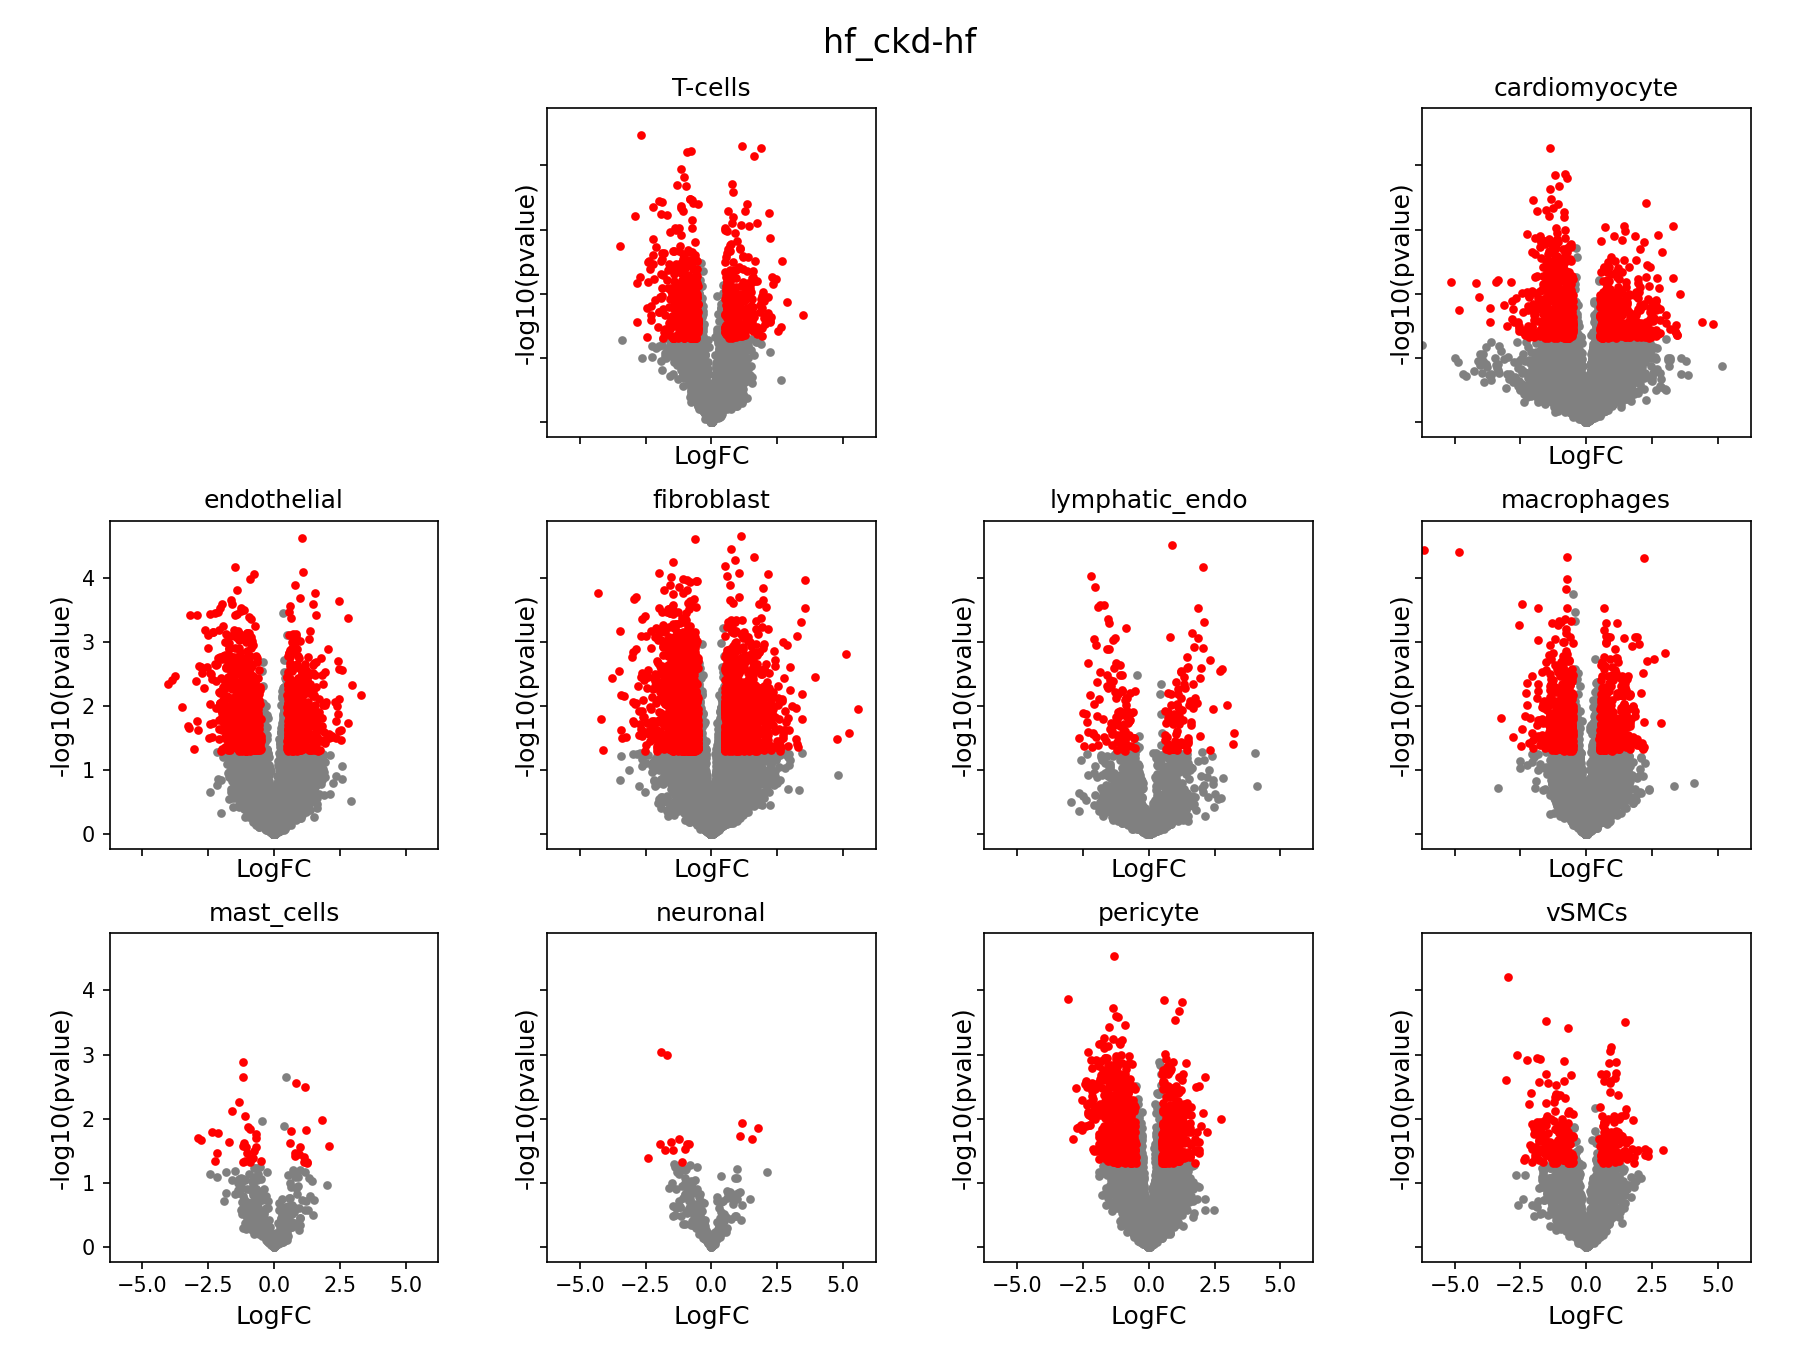 hf_ckd-hf
T-cells
cardiomyocyte
-log10(pvalue)
-log10(pvalue)
LogFC
LogFC
endothelial
fibroblast
lymphatic_endo
macrophages
4
3
2
1
0
-log10(pvalue)
-log10(pvalue)
-log10(pvalue)
-log10(pvalue)
LogFC
LogFC
LogFC
LogFC
mast_cells
neuronal
pericyte
vSMCs
4
3
2
1
0
-log10(pvalue)
-log10(pvalue)
-log10(pvalue)
-log10(pvalue)
−5.0 −2.5 0.0 2.5 5.0
−5.0 −2.5 0.0 2.5 5.0
−5.0 −2.5 0.0 2.5 5.0
−5.0 −2.5 0.0 2.5 5.0
LogFC
LogFC
LogFC
LogFC